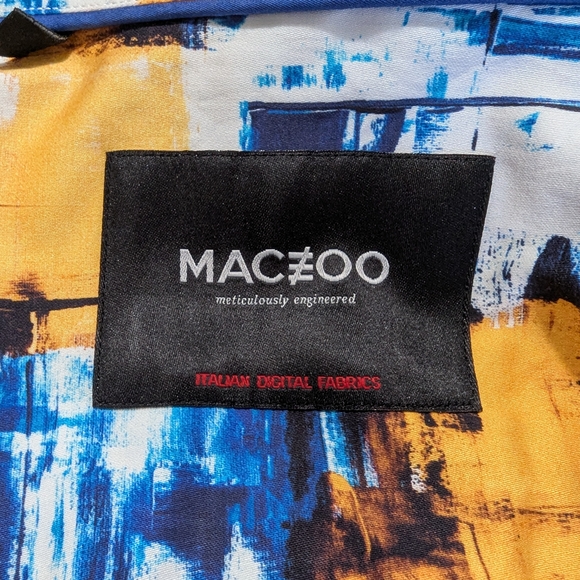 MACEOO
meticulously engineered
ITALIAN DIGITAL FABRICS